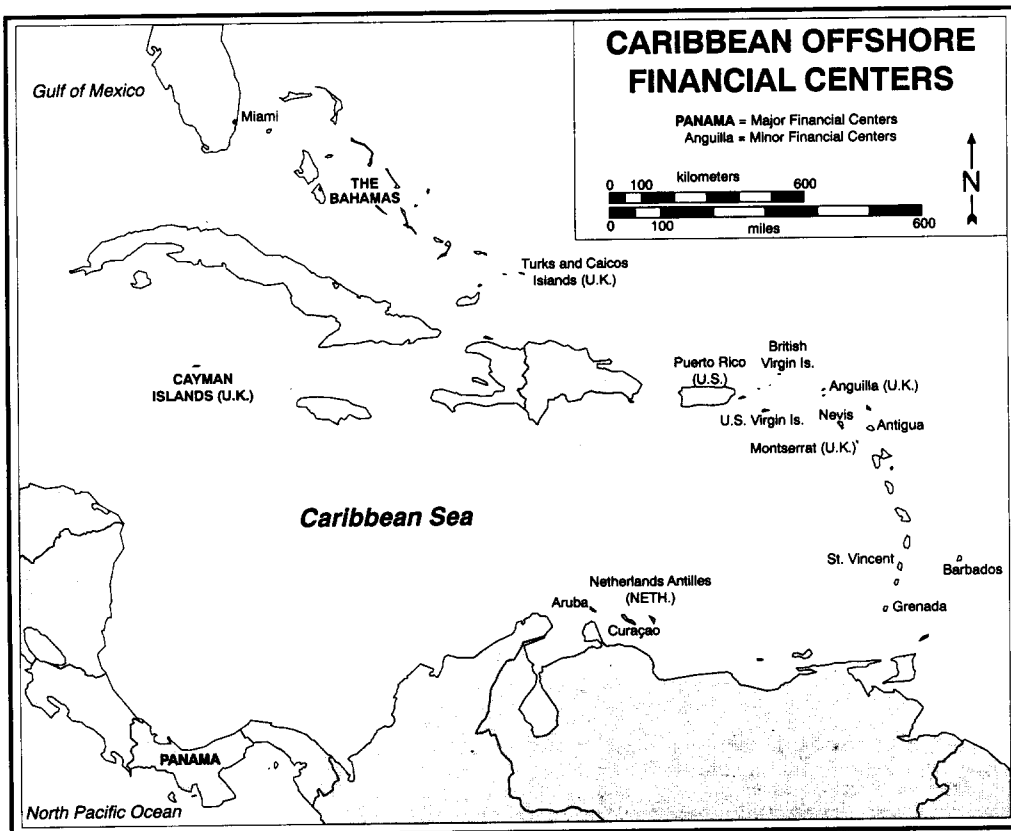 CARIBBEAN OFFSHORE
FINANCIAL CENTERS
PANAMA = Major Financial Centers
Anguilla = Minor Financial Centers
kilometers
0 100 600
0 100 600
miles
N
Gulf of Mexico
Miami
THE
BAHAMAS
Turks and Caicos
Islands (U.K.)
CAYMAN
ISLANDS (U.K.)
Puerto Rico
(U.S.)
British
Virgin Is.
Anguilla (U.K.)
U.S. Virgin Is.
Nevis
Antigua
Montserrat (U.K.)
Caribbean Sea
St. Vincent
Barbados
Netherlands Antilles
(NETH.)
Aruba
Curaçao
Grenada
PANAMA
North Pacific Ocean